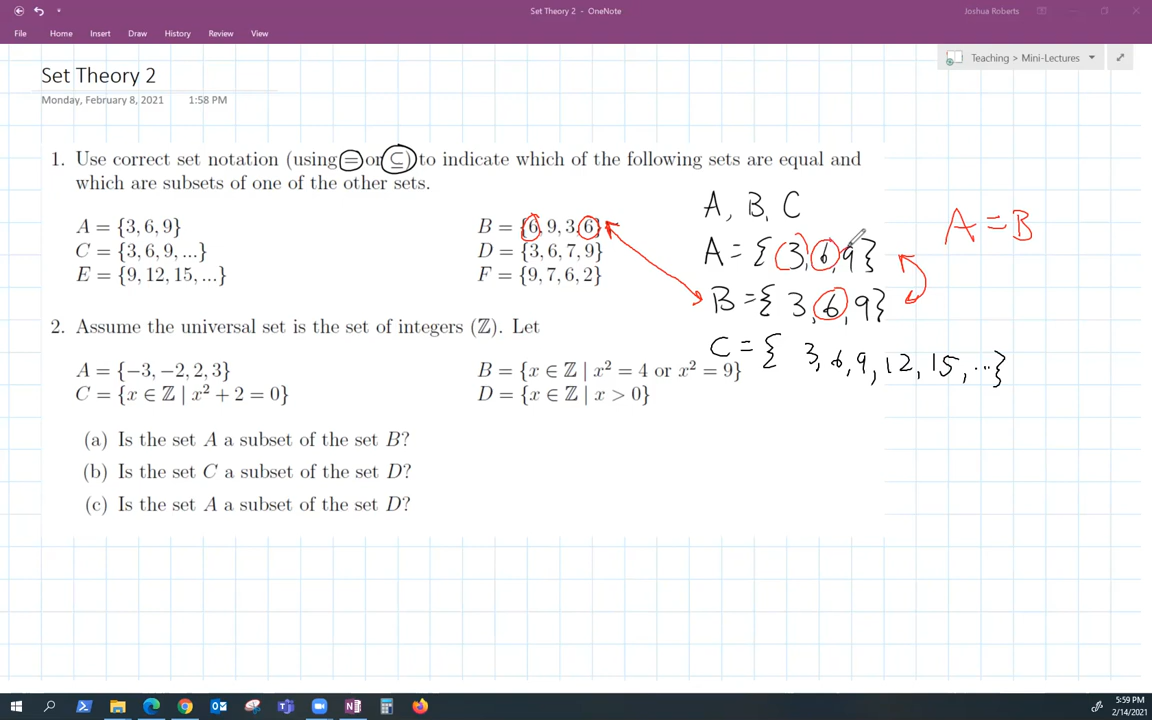 Set Theory 2 - OneNote
Joshua Roberts
File Home Insert Draw History Review View
Teaching > Mini-Lectures
Set Theory 2
Monday, February 8, 2021 1:58 PM
1. Use correct set notation (using = or ⊆) to indicate which of the following sets are equal and
which are subsets of one of the other sets.
A = {3, 6, 9}
B = {6, 9, 3, 6}
C = {3, 6, 9, ...}
D = {3, 6, 7, 9}
E = {9, 12, 15, ...}
F = {9, 7, 6, 2}
A, B, C
A = {3, 6, 9}
A = B
B = {3, 6, 9}
C = {3, 6, 9, 12, 15, ...}
2. Assume the universal set is the set of integers (ℤ). Let
A = {−3, −2, 2, 3}
B = {x ∈ ℤ | x² = 4 or x² = 9}
C = {x ∈ ℤ | x² + 2 = 0}
D = {x ∈ ℤ | x > 0}
(a) Is the set A a subset of the set B?
(b) Is the set C a subset of the set D?
(c) Is the set A a subset of the set D?
5:59 PM
2/14/2021